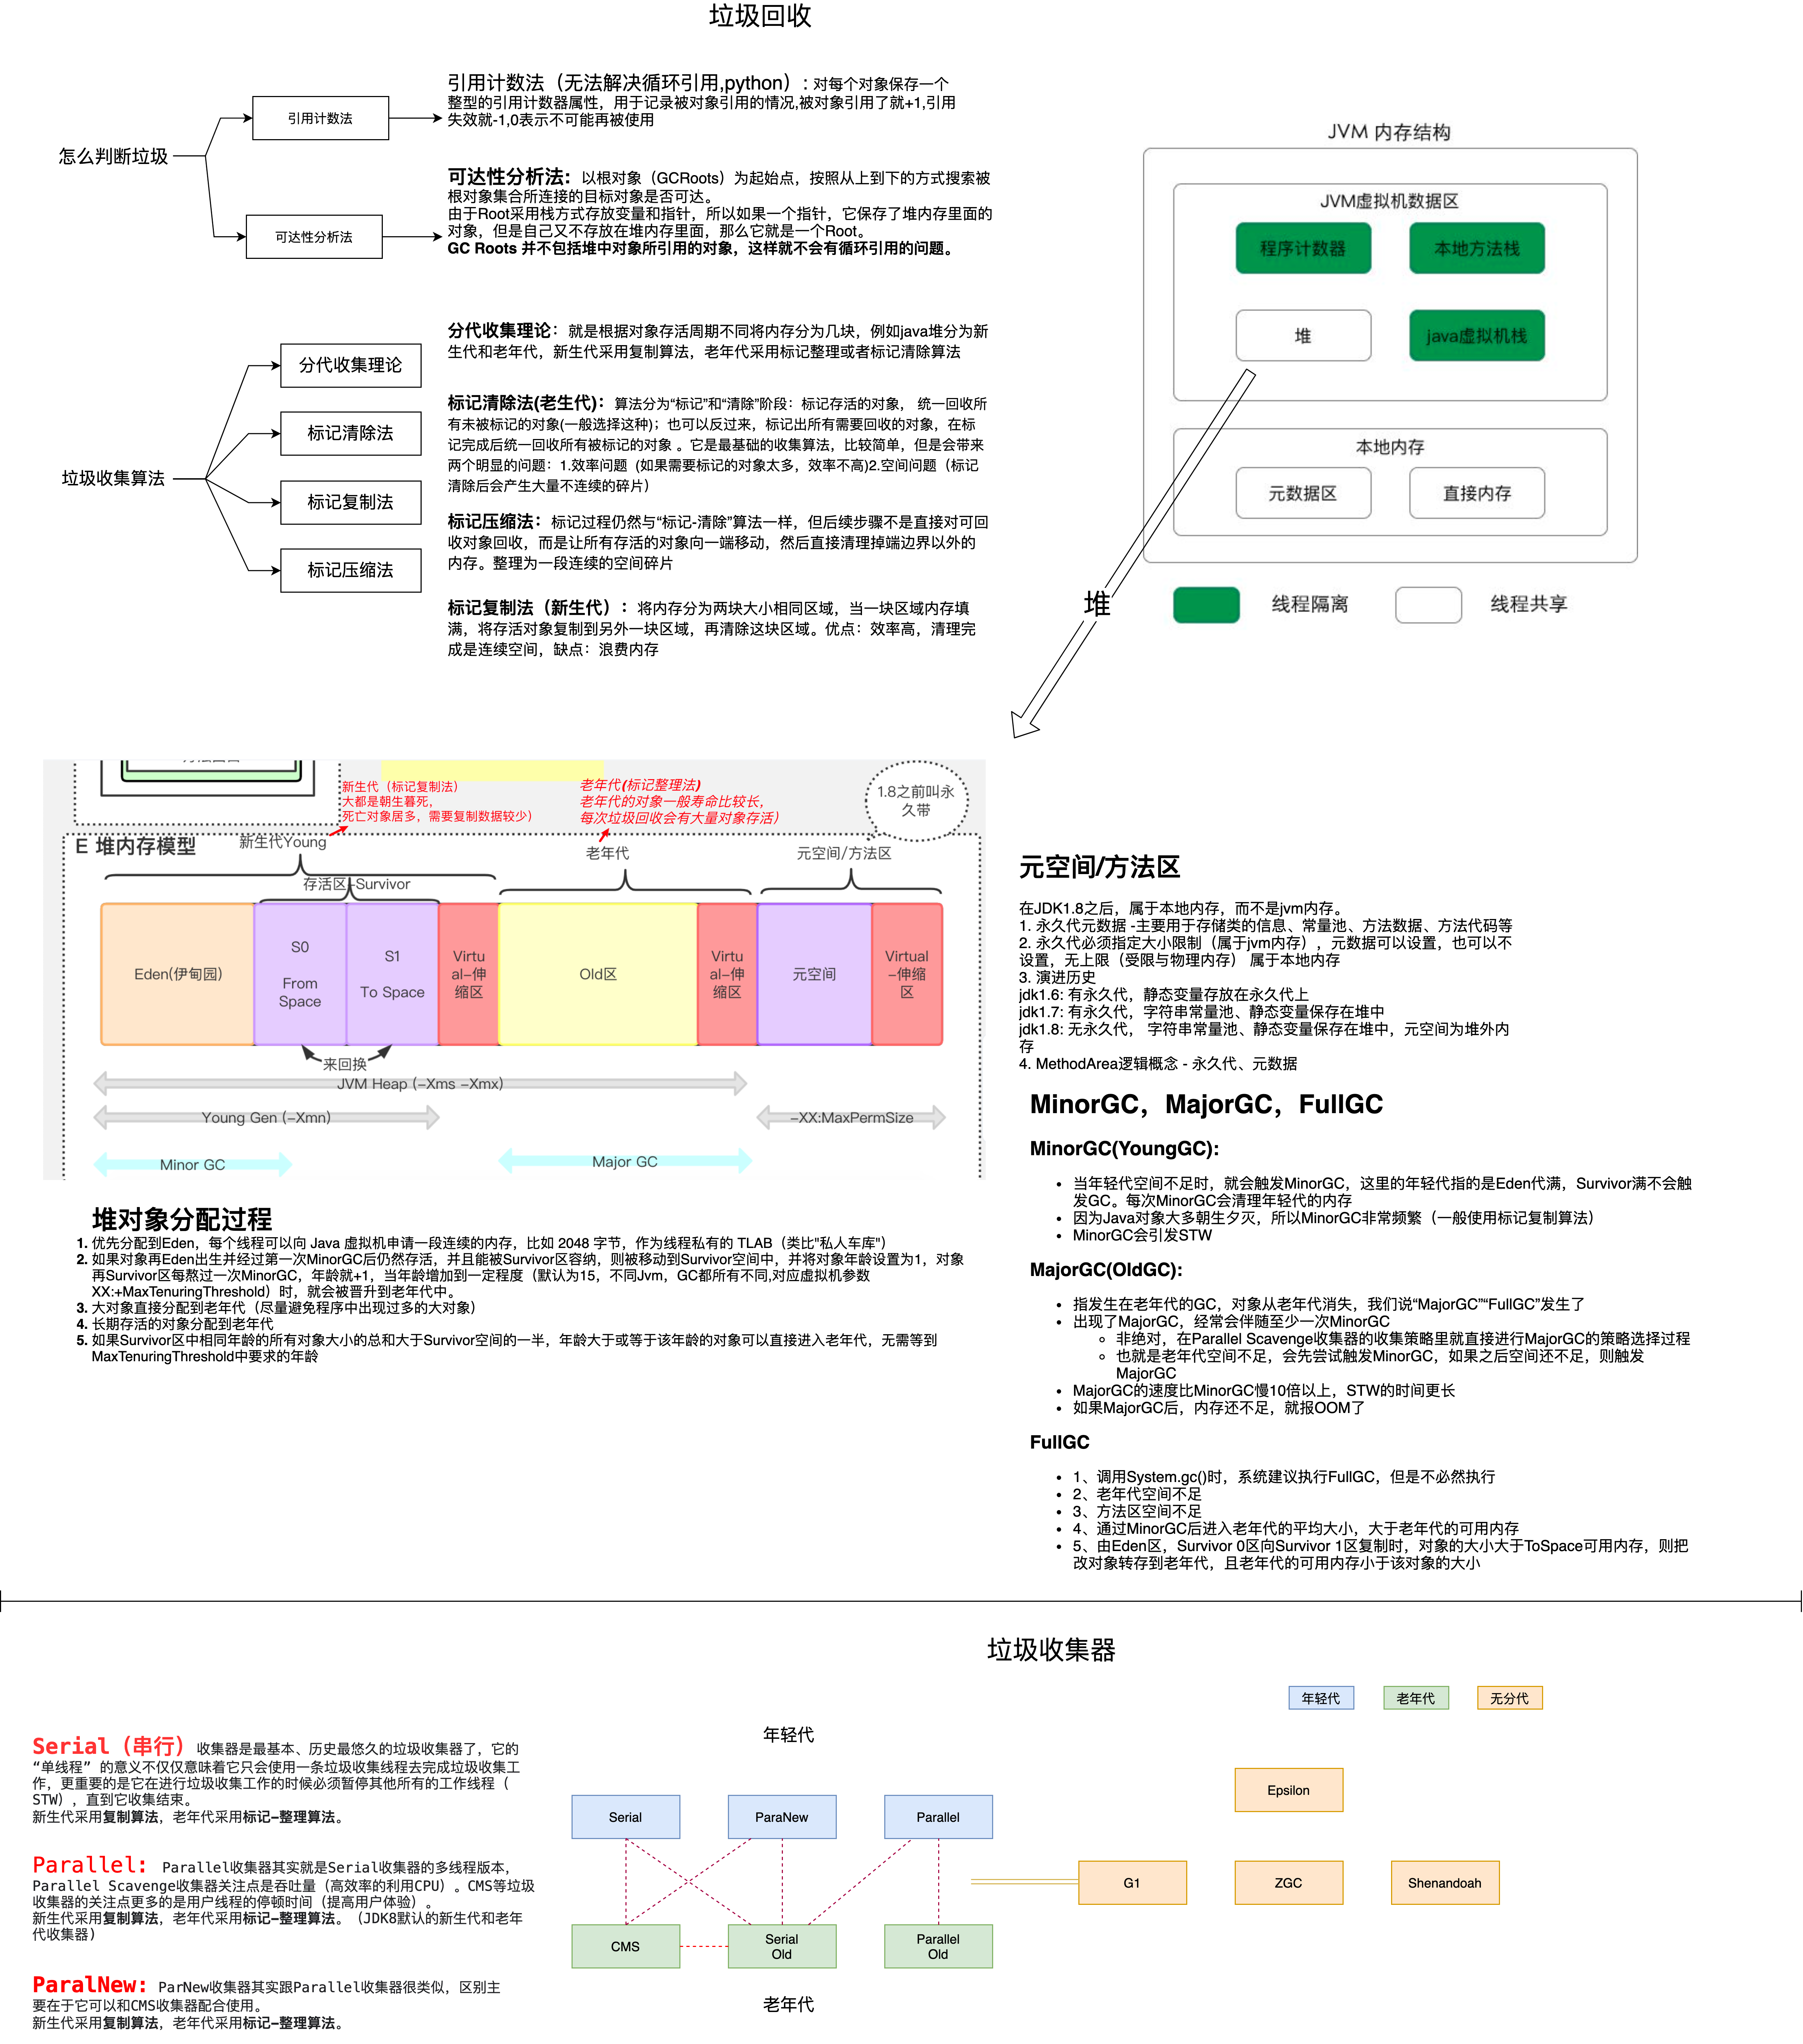 垃圾回收
怎么判断垃圾
引用计数法
可达性分析法
引用计数法（无法解决循环引用,python）: 对每个对象保存一个
整型的引用计数器属性，用于记录被对象引用的情况,被对象引用了就+1,引用
失效就-1,0表示不可能再被使用
可达性分析法：以根对象（GCRoots）为起始点，按照从上到下的方式搜索被
根对象集合所连接的目标对象是否可达。
由于Root采用栈方式存放变量和指针，所以如果一个指针，它保存了堆内存里面的
对象，但是自己又不存放在堆内存里面，那么它就是一个Root。
GC Roots 并不包括堆中对象所引用的对象，这样就不会有循环引用的问题。
垃圾收集算法
分代收集理论
标记清除法
标记复制法
标记压缩法
分代收集理论：就是根据对象存活周期不同将内存分为几块，例如java堆分为新
生代和老年代，新生代采用复制算法，老年代采用标记整理或者标记清除算法
标记清除法(老生代)：算法分为“标记”和“清除”阶段：标记存活的对象， 统一回收所
有未被标记的对象(一般选择这种)；也可以反过来，标记出所有需要回收的对象，在标
记完成后统一回收所有被标记的对象 。它是最基础的收集算法，比较简单，但是会带来
两个明显的问题：1.效率问题 (如果需要标记的对象太多，效率不高)2.空间问题（标记
清除后会产生大量不连续的碎片）
标记压缩法：标记过程仍然与“标记-清除”算法一样，但后续步骤不是直接对可回
收对象回收，而是让所有存活的对象向一端移动，然后直接清理掉端边界以外的
内存。整理为一段连续的空间碎片
标记复制法（新生代）：将内存分为两块大小相同区域，当一块区域内存填
满，将存活对象复制到另外一块区域，再清除这块区域。优点：效率高，清理完
成是连续空间，缺点：浪费内存
JVM 内存结构
JVM虚拟机数据区
程序计数器
本地方法栈
堆
java虚拟机栈
本地内存
元数据区
直接内存
线程隔离
线程共享
堆
新生代（标记复制法）
大都是朝生暮死，
死亡对象居多，需要复制数据较少）
老年代(标记整理法)
老年代的对象一般寿命比较长，
每次垃圾回收会有大量对象存活）
1.8之前叫永
久带
E 堆内存模型
新生代Young
老年代
元空间/方法区
存活区-Survivor
Eden(伊甸园)
S0
From
Space
S1
To Space
Virtu
al-伸
缩区
Old区
Virtu
al-伸
缩区
元空间
Virtual
-伸缩
区
来回换
JVM Heap (-Xms -Xmx)
Young Gen (-Xmn)
-XX:MaxPermSize
Minor GC
Major GC
堆对象分配过程
1. 优先分配到Eden，每个线程可以向 Java 虚拟机申请一段连续的内存，比如 2048 字节，作为线程私有的 TLAB（类比"私人车库"）
2. 如果对象再Eden出生并经过第一次MinorGC后仍然存活，并且能被Survivor区容纳，则被移动到Survivor空间中，并将对象年龄设置为1，对象
再Survivor区每熬过一次MinorGC，年龄就+1，当年龄增加到一定程度（默认为15，不同Jvm，GC都所有不同,对应虚拟机参数
XX:+MaxTenuringThreshold）时，就会被晋升到老年代中。
3. 大对象直接分配到老年代（尽量避免程序中出现过多的大对象）
4. 长期存活的对象分配到老年代
5. 如果Survivor区中相同年龄的所有对象大小的总和大于Survivor空间的一半，年龄大于或等于该年龄的对象可以直接进入老年代，无需等到
MaxTenuringThreshold中要求的年龄
元空间/方法区
在JDK1.8之后，属于本地内存，而不是jvm内存。
1. 永久代元数据 -主要用于存储类的信息、常量池、方法数据、方法代码等
2. 永久代必须指定大小限制（属于jvm内存），元数据可以设置，也可以不
设置，无上限（受限与物理内存） 属于本地内存
3. 演进历史
jdk1.6: 有永久代，静态变量存放在永久代上
jdk1.7: 有永久代，字符串常量池、静态变量保存在堆中
jdk1.8: 无永久代， 字符串常量池、静态变量保存在堆中，元空间为堆外内
存
4. MethodArea逻辑概念 - 永久代、元数据
MinorGC，MajorGC，FullGC
MinorGC(YoungGC):
• 当年轻代空间不足时，就会触发MinorGC，这里的年轻代指的是Eden代满，Survivor满不会触
发GC。每次MinorGC会清理年轻代的内存
• 因为Java对象大多朝生夕灭，所以MinorGC非常频繁（一般使用标记复制算法）
• MinorGC会引发STW
MajorGC(OldGC):
• 指发生在老年代的GC，对象从老年代消失，我们说“MajorGC”“FullGC”发生了
• 出现了MajorGC，经常会伴随至少一次MinorGC
◦ 非绝对，在Parallel Scavenge收集器的收集策略里就直接进行MajorGC的策略选择过程
◦ 也就是老年代空间不足，会先尝试触发MinorGC，如果之后空间还不足，则触发
MajorGC
• MajorGC的速度比MinorGC慢10倍以上，STW的时间更长
• 如果MajorGC后，内存还不足，就报OOM了
FullGC
• 1、调用System.gc()时，系统建议执行FullGC，但是不必然执行
• 2、老年代空间不足
• 3、方法区空间不足
• 4、通过MinorGC后进入老年代的平均大小，大于老年代的可用内存
• 5、由Eden区，Survivor 0区向Survivor 1区复制时，对象的大小大于ToSpace可用内存，则把
改对象转存到老年代，且老年代的可用内存小于该对象的大小
垃圾收集器
年轻代
老年代
无分代
Serial（串行）收集器是最基本、历史最悠久的垃圾收集器了，它的
“单线程” 的意义不仅仅意味着它只会使用一条垃圾收集线程去完成垃圾收集工
作，更重要的是它在进行垃圾收集工作的时候必须暂停其他所有的工作线程（
STW），直到它收集结束。
新生代采用复制算法，老年代采用标记-整理算法。
Parallel: Parallel收集器其实就是Serial收集器的多线程版本，
Parallel Scavenge收集器关注点是吞吐量（高效率的利用CPU）。CMS等垃圾
收集器的关注点更多的是用户线程的停顿时间（提高用户体验）。
新生代采用复制算法，老年代采用标记-整理算法。（JDK8默认的新生代和老年
代收集器)
ParalNew: ParNew收集器其实跟Parallel收集器很类似，区别主
要在于它可以和CMS收集器配合使用。
新生代采用复制算法，老年代采用标记-整理算法。
年轻代
Serial
ParaNew
Parallel
CMS
Serial
Old
Parallel
Old
老年代
Epsilon
G1
ZGC
Shenandoah